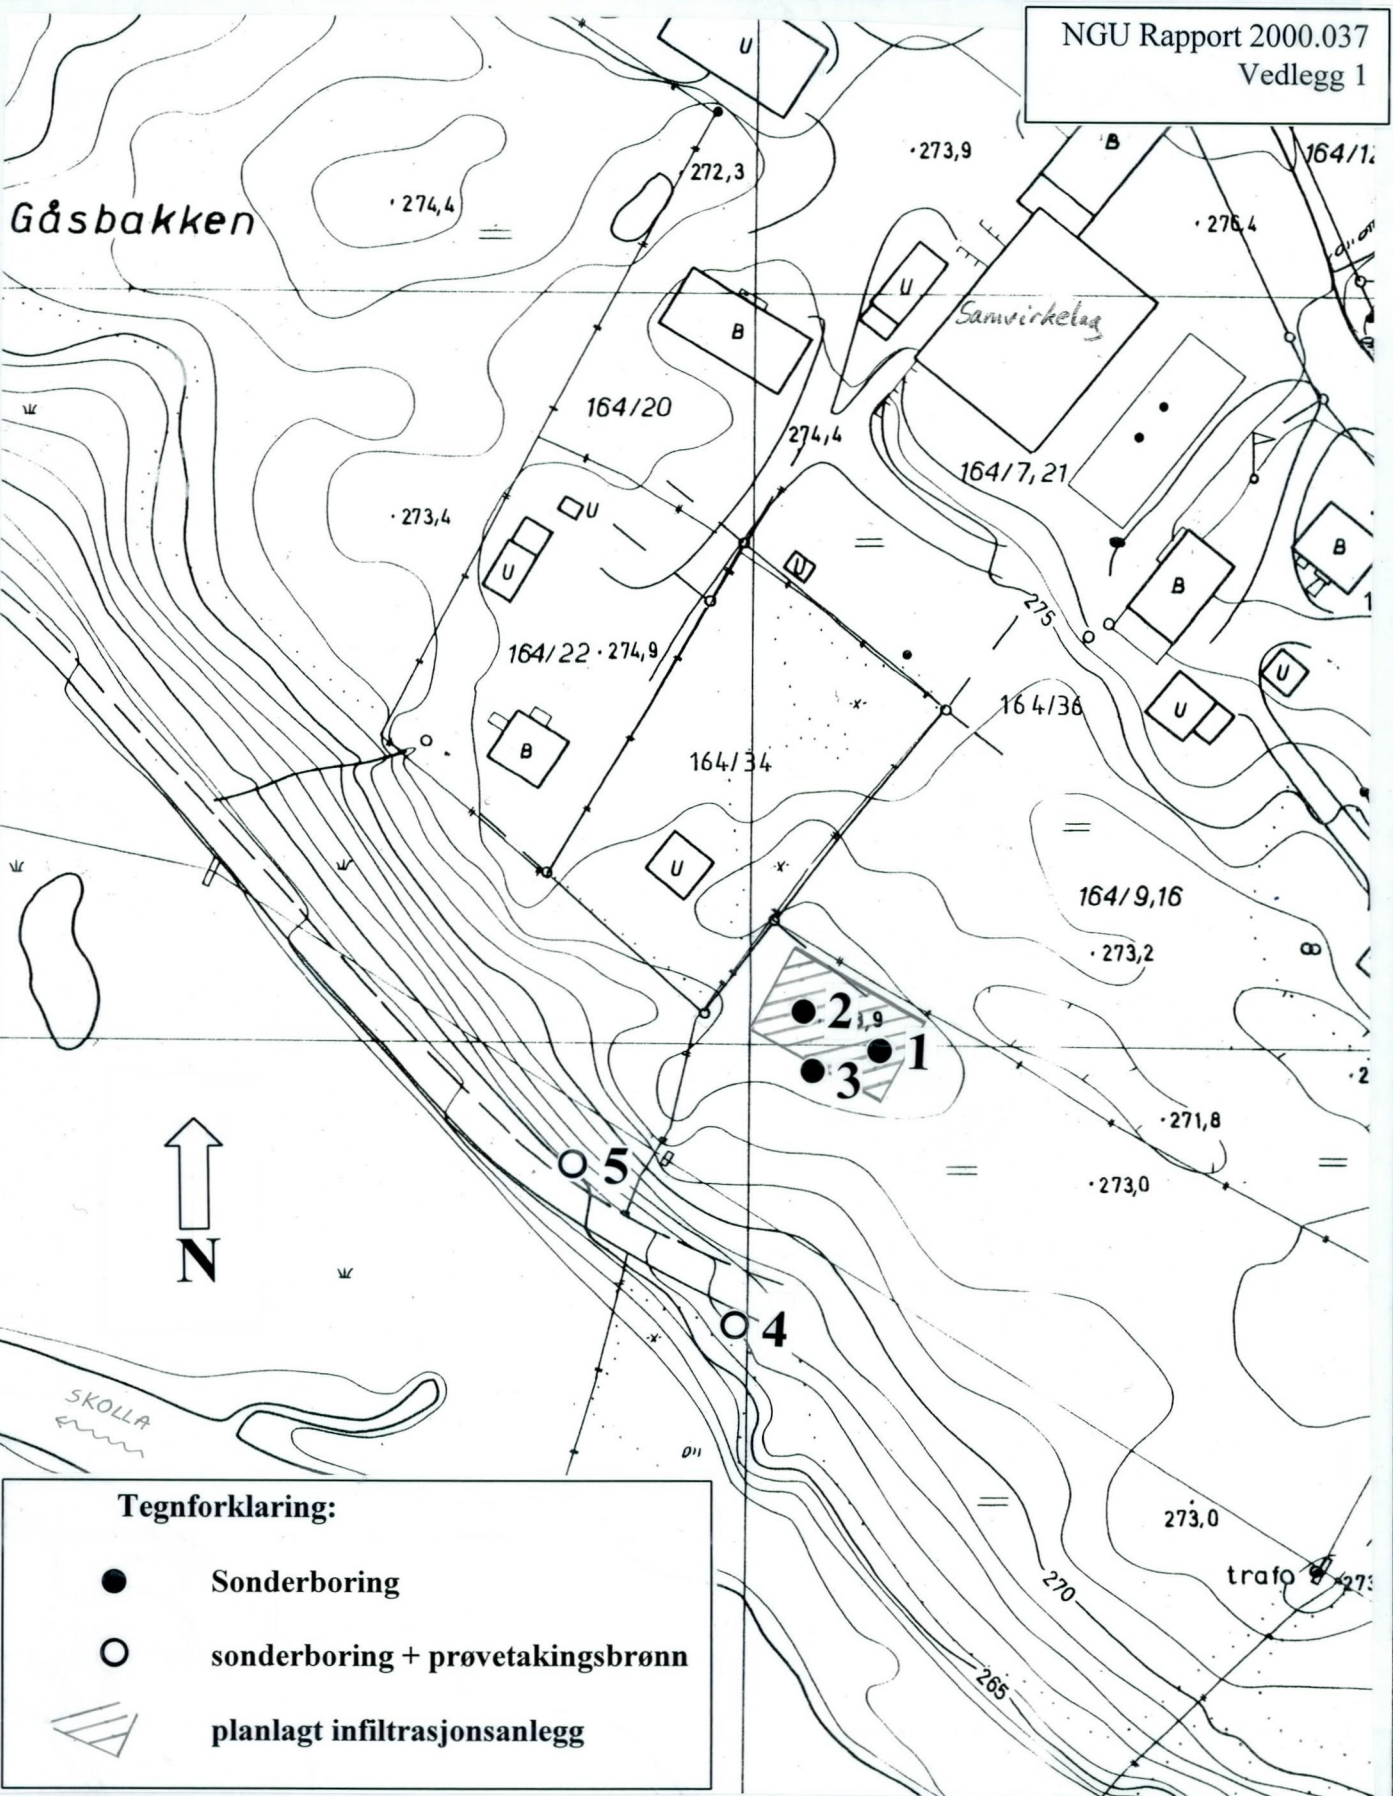 NGU Rapport 2000.037
Vedlegg 1
U
B
164/12
273,9
272,3
274,4
276,4
Gåsbakken
U
Samvirkelag
B
164/20
274,4
164/7,21
273,4
U
U
U
B
B
275
164/22
274,9
U
164/36
U
B
164/34
U
164/9,16
273,2
2
,9
1
3
271,8
273,0
5
N
4
SKOLLA
273,0
trafo
273
270
265
Tegnforklaring:
Sonderboring
sonderboring + prøvetakingsbrønn
planlagt infiltrasjonsanlegg